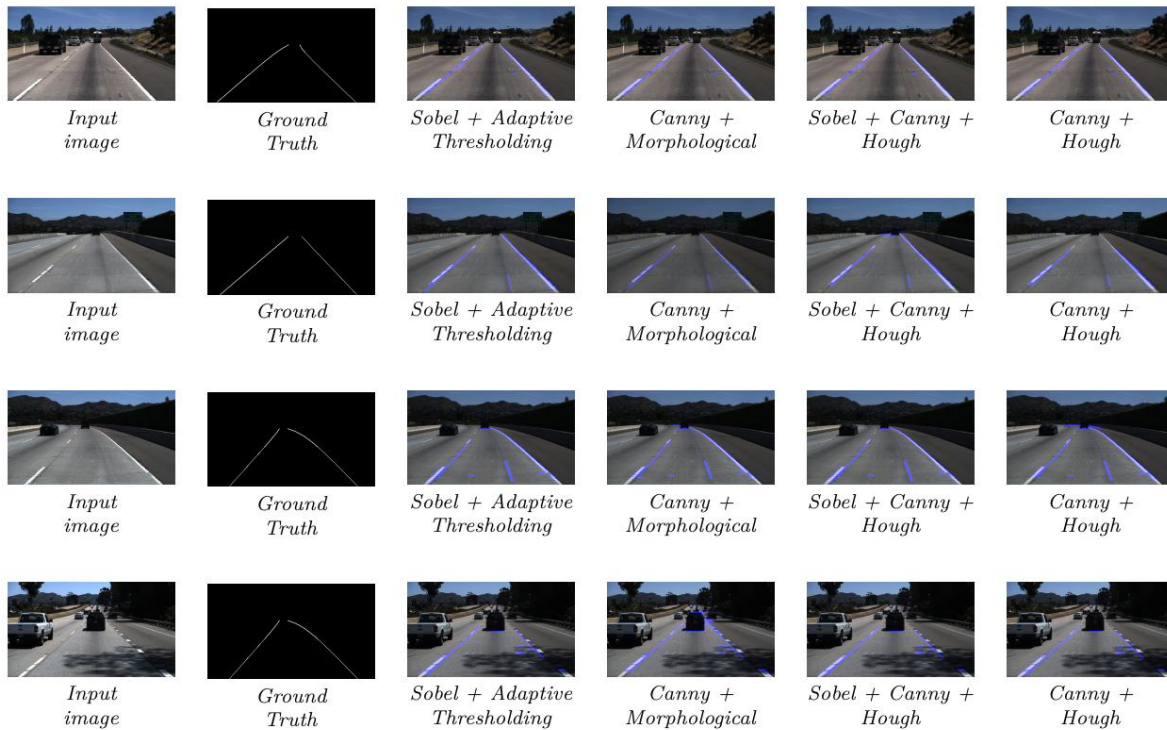 Input image
Ground Truth
Sobel + Adaptive Thresholding
Canny + Morphological
Sobel + Canny + Hough
Canny + Hough
Input image
Ground Truth
Sobel + Adaptive Thresholding
Canny + Morphological
Sobel + Canny + Hough
Canny + Hough
Input image
Ground Truth
Sobel + Adaptive Thresholding
Canny + Morphological
Sobel + Canny + Hough
Canny + Hough
Input image
Ground Truth
Sobel + Adaptive Thresholding
Canny + Morphological
Sobel + Canny + Hough
Canny + Hough